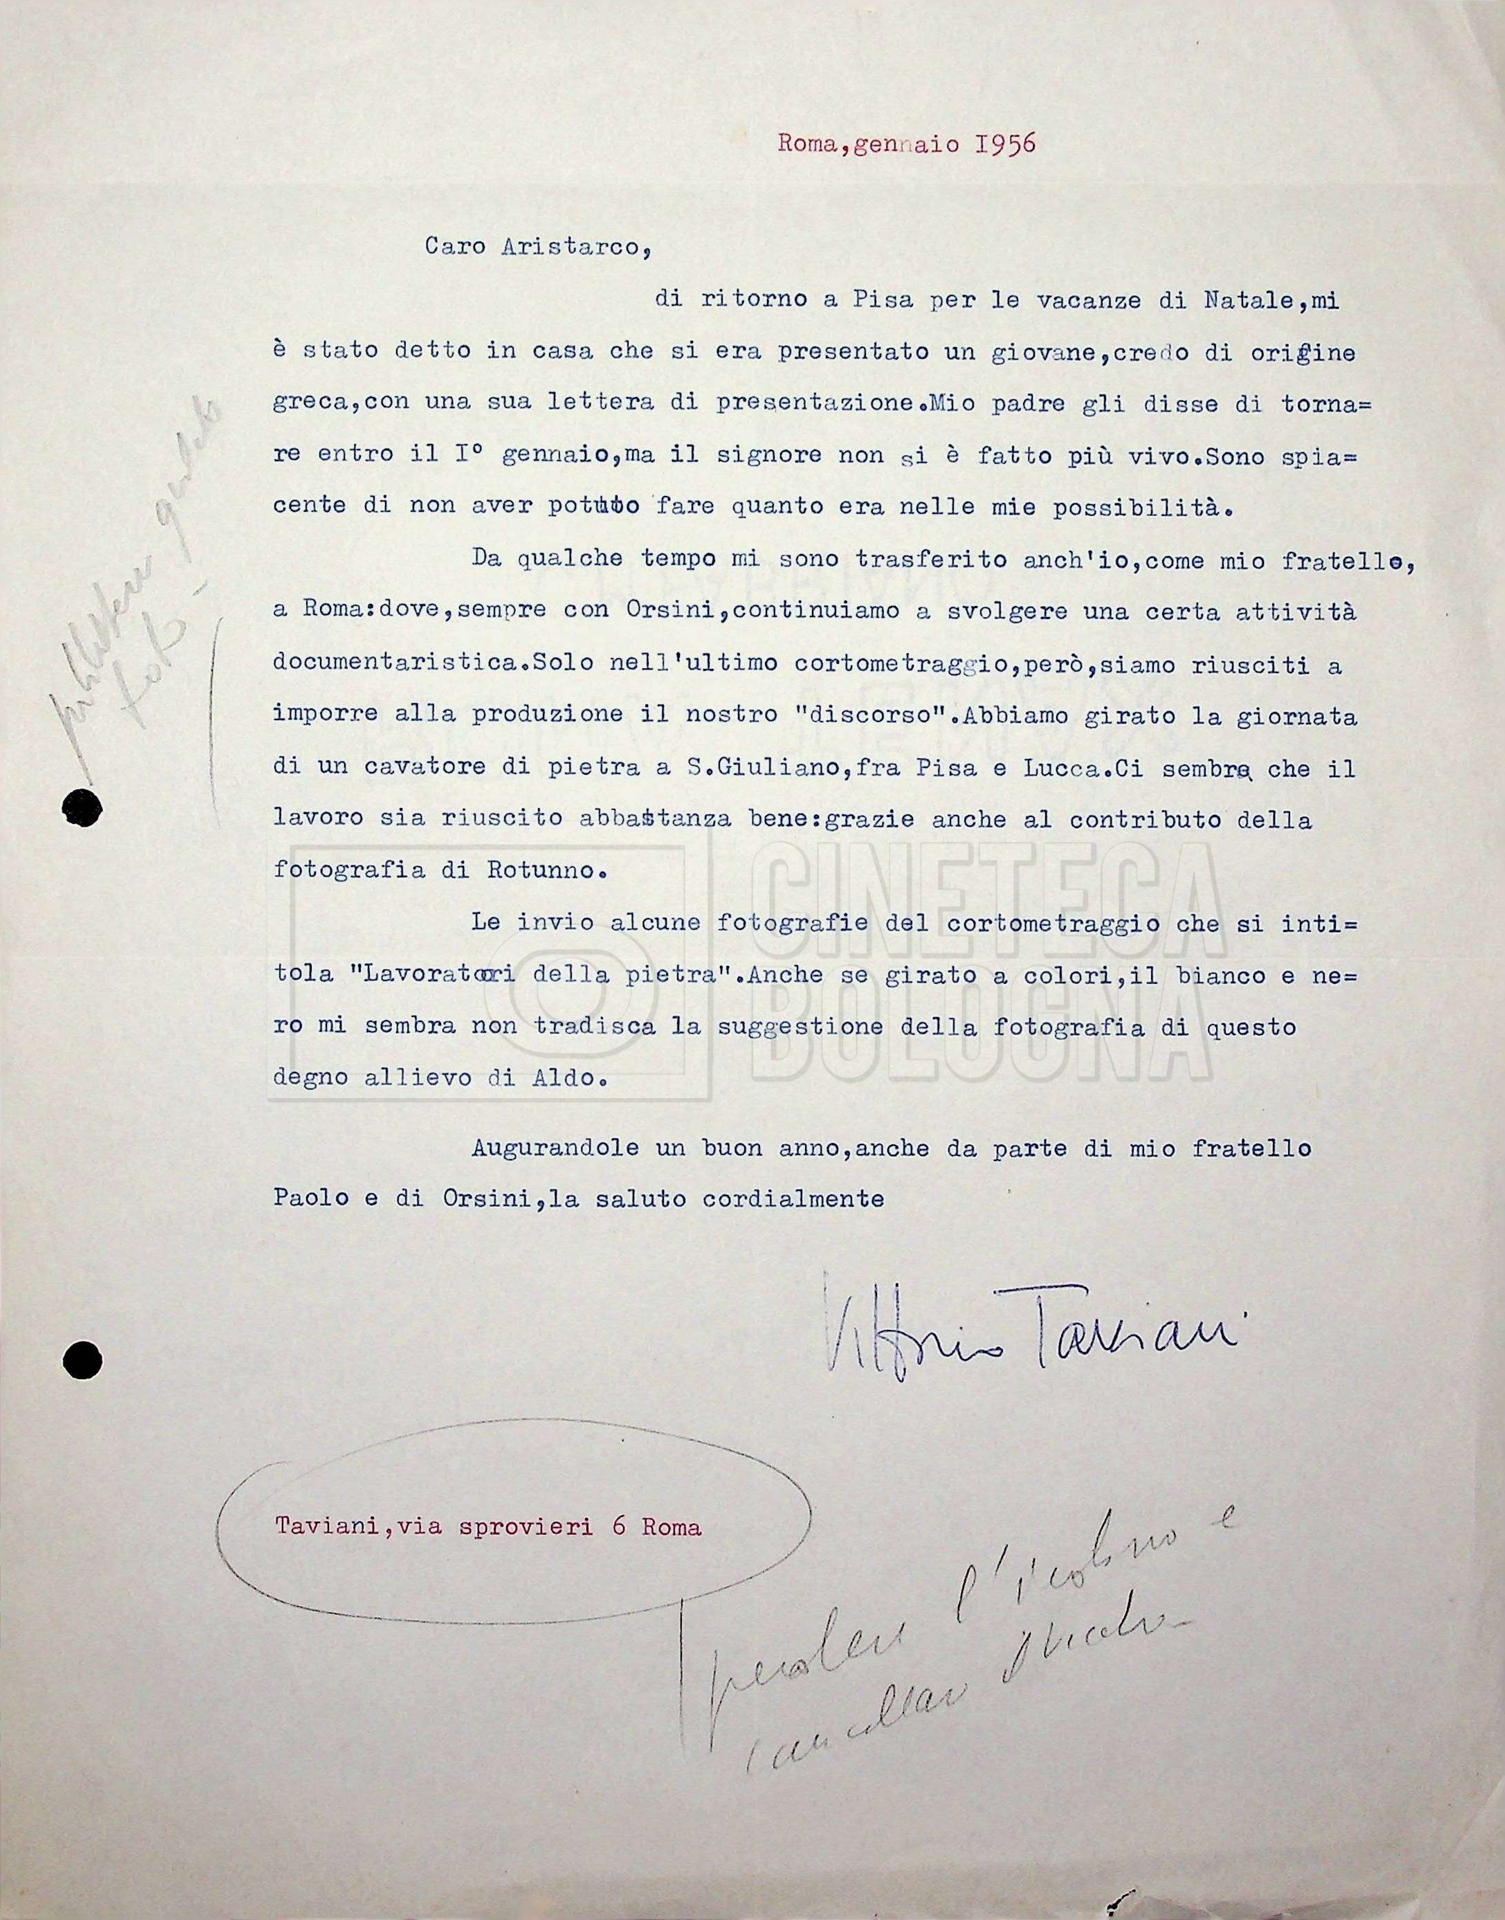 Roma,gennaio I956
Caro Aristarco,
di ritorno a Pisa per le vacanze di Natale,mi
è stato detto in casa che si era presentato un giovane,credo di origine
greca,con una sua lettera di presentazione.Mio padre gli disse di torna=
re entro il I° gennaio,ma il signore non si è fatto più vivo.Sono spia=
cente di non aver potuto fare quanto era nelle mie possibilità.
Da qualche tempo mi sono trasferito anch'io,come mio fratello,
a Roma:dove,sempre con Orsini,continuiamo a svolgere una certa attività
documentaristica.Solo nell'ultimo cortometraggio,però,siamo riusciti a
imporre alla produzione il nostro "discorso".Abbiamo girato la giornata
di un cavatore di pietra a S.Giuliano,fra Pisa e Lucca.Ci sembra che il
lavoro sia riuscito abbastanza bene:grazie anche al contributo della
fotografia di Rotunno.
Le invio alcune fotografie del cortometraggio che si inti=
tola "Lavoratori della pietra".Anche se girato a colori,il bianco e ne=
ro mi sembra non tradisca la suggestione della fotografia di questo
degno allievo di Aldo.
Augurandole un buon anno,anche da parte di mio fratello
Paolo e di Orsini,la saluto cordialmente
Vittorio Taviani
Taviani,via sprovieri 6 Roma
foto
e
CINETECA
BOLOGNA